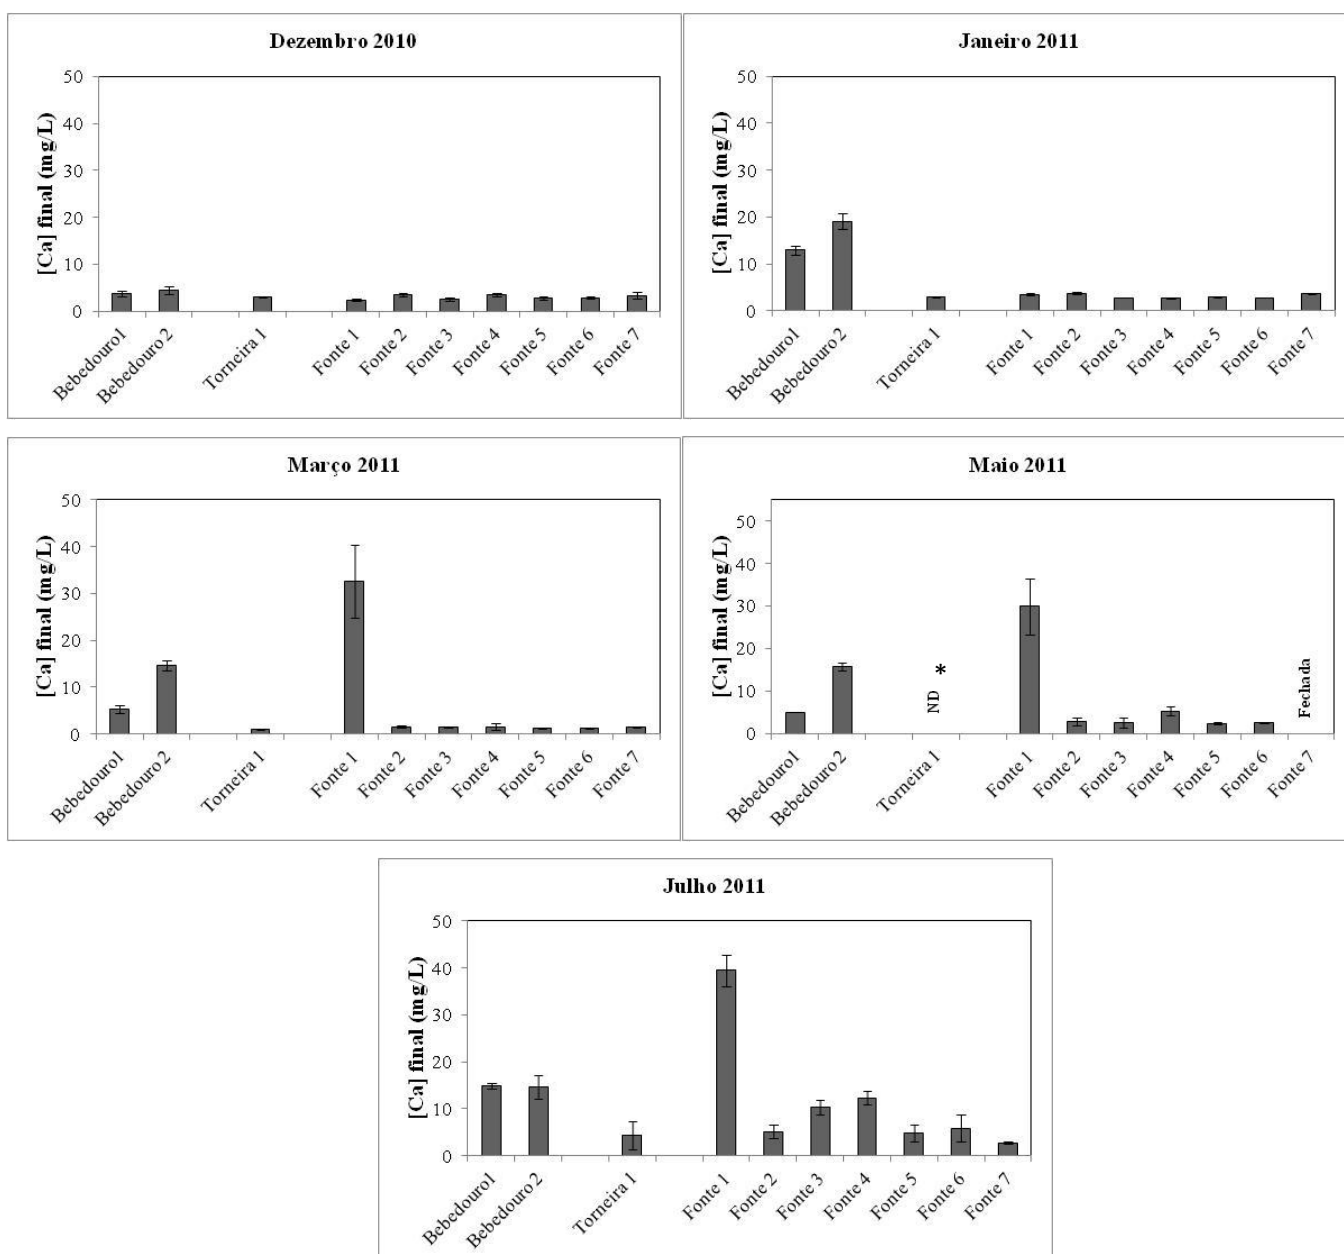 Dezembro 2010
[Ca] final (mg/L)
50
40
30
20
10
0
Bebedouro1
Bebedouro 2
Torneira 1
Fonte 1
Fonte 2
Fonte 3
Fonte 4
Fonte 5
Fonte 6
Fonte 7
Janeiro 2011
[Ca] final (mg/L)
50
40
30
20
10
0
Bebedouro1
Bebedouro 2
Torneira 1
Fonte 1
Fonte 2
Fonte 3
Fonte 4
Fonte 5
Fonte 6
Fonte 7
Março 2011
[Ca] final (mg/L)
50
40
30
20
10
0
Bebedouro1
Bebedouro 2
Torneira 1
Fonte 1
Fonte 2
Fonte 3
Fonte 4
Fonte 5
Fonte 6
Fonte 7
Maio 2011
[Ca] final (mg/L)
50
40
30
20
10
0
ND *
Fechada
Bebedouro1
Bebedouro 2
Torneira 1
Fonte 1
Fonte 2
Fonte 3
Fonte 4
Fonte 5
Fonte 6
Fonte 7
Julho 2011
[Ca] final (mg/L)
50
40
30
20
10
0
Bebedouro1
Bebedouro 2
Torneira 1
Fonte 1
Fonte 2
Fonte 3
Fonte 4
Fonte 5
Fonte 6
Fonte 7